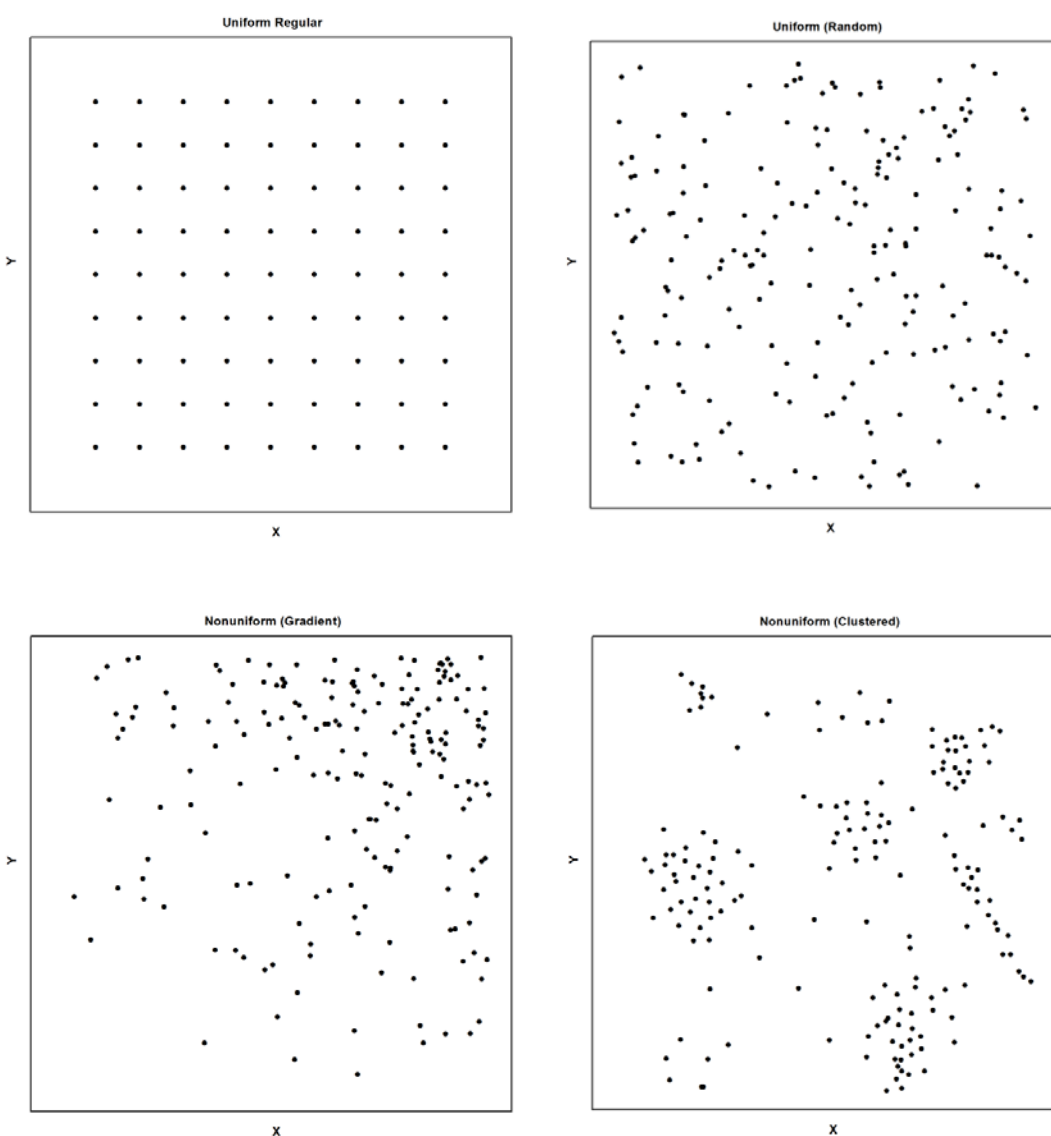 Uniform Regular
Y
X
Uniform (Random)
Y
X
Nonuniform (Gradient)
Y
X
Nonuniform (Clustered)
Y
X